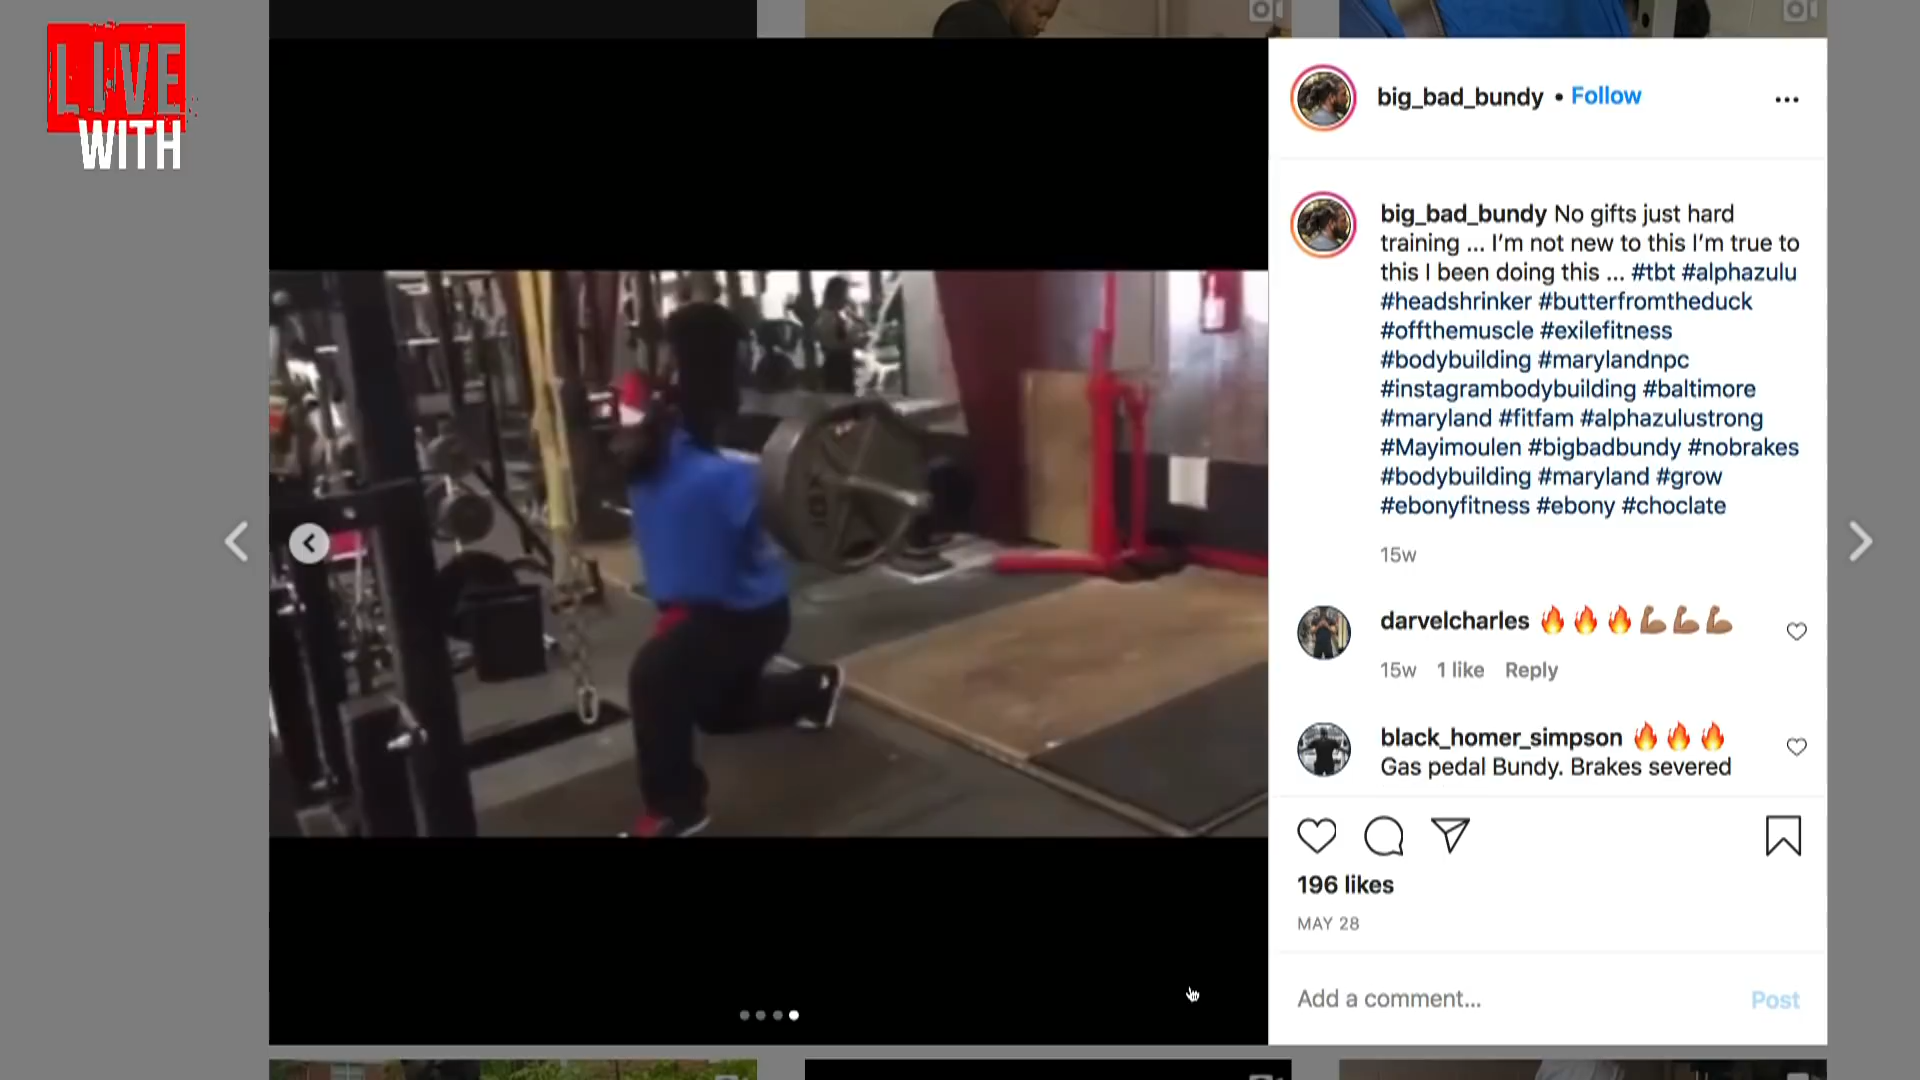 LIVE
WITH
big_bad_bundy • Follow
big_bad_bundy No gifts just hard
training ... I'm not new to this I'm true to
this I been doing this ... #tbt #alphazulu
#headshrinker #butterfromtheduck
#offthemuscle #exilefitness
#bodybuilding #marylandnpc
#instagrambodybuilding #baltimore
#maryland #fitfam #alphazulustrong
#Mayimoulen #bigbadbundy #nobrakes
#bodybuilding #maryland #grow
#ebonyfitness #ebony #choclate
15w
darvelcharles 🔥🔥🔥💪🏽💪🏽💪🏽
15w 1 like Reply
black_homer_simpson 🔥🔥🔥
Gas pedal Bundy. Brakes severed
196 likes
MAY 28
Add a comment...
Post